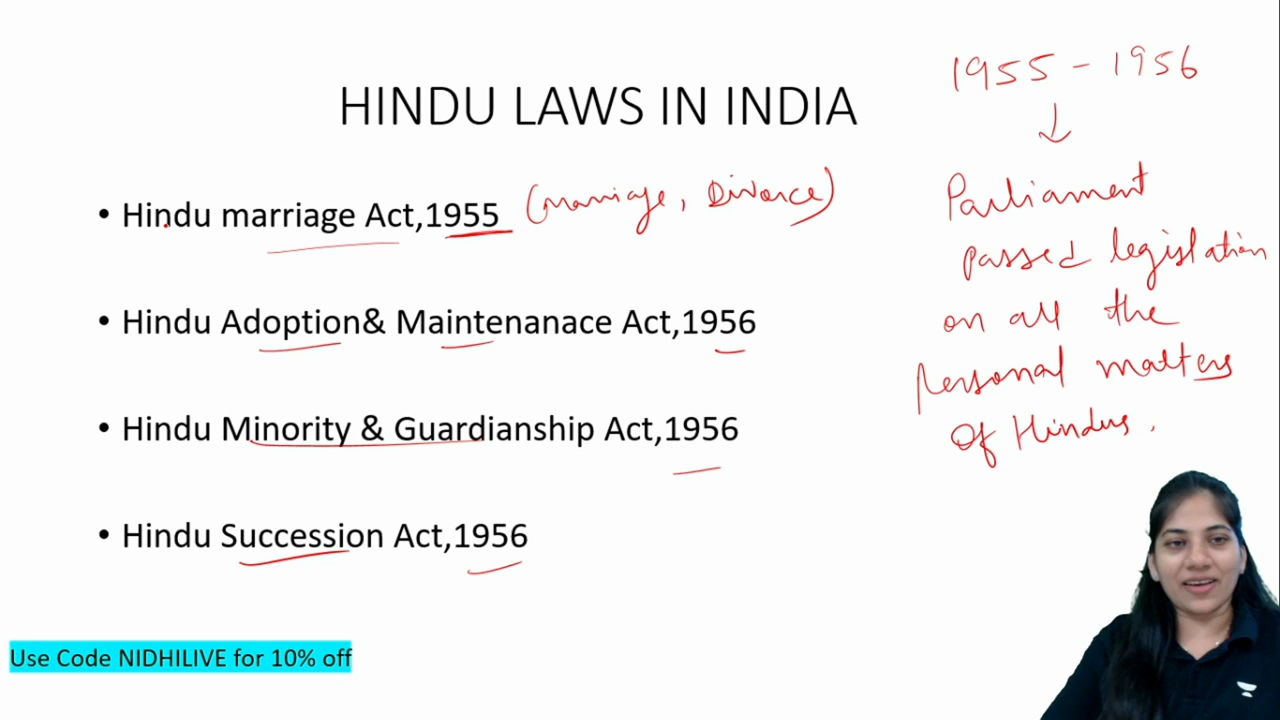 HINDU LAWS IN INDIA
• Hindu marriage Act,1955 (marriage, Divorce)
• Hindu Adoption& Maintenanace Act,1956
• Hindu Minority & Guardianship Act,1956
• Hindu Succession Act,1956
1955 - 1956
↓
Parliament
passed legislation
on all the
personal matters
Of Hindus.
Use Code NIDHILIVE for 10% off